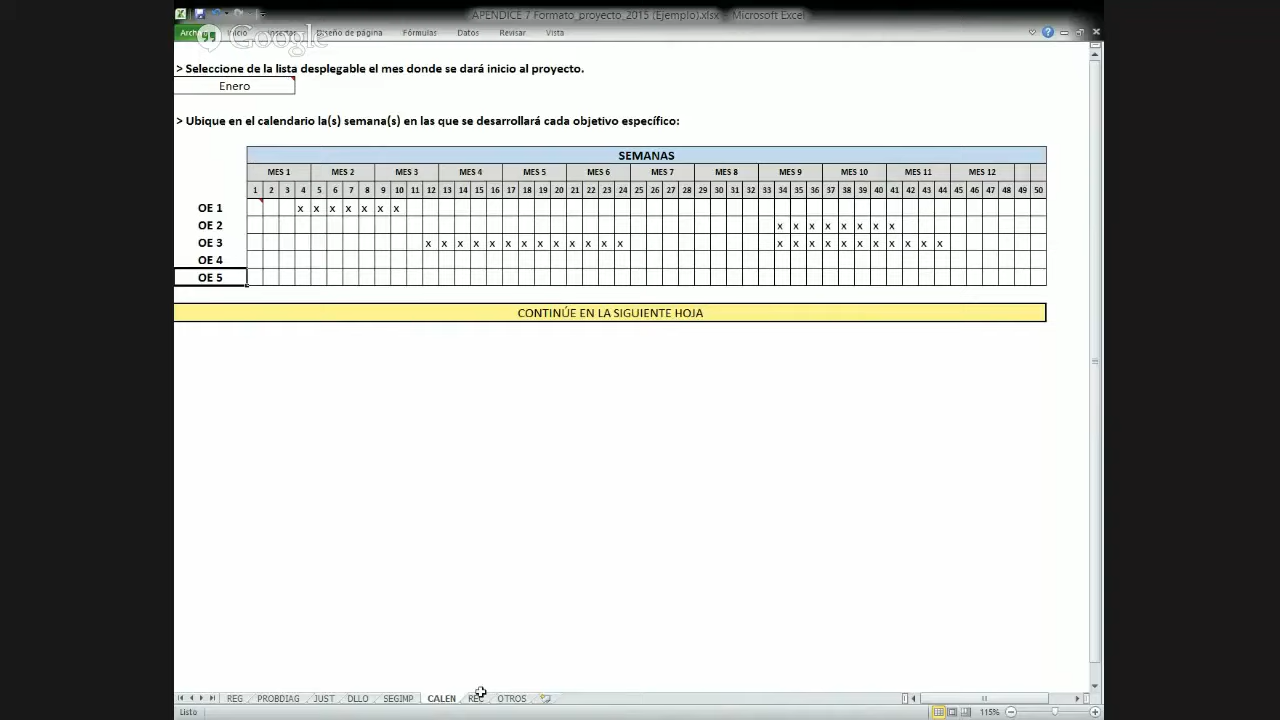 APENDICE 7 Formato_proyecto_2015 (Ejemplo).xlsx - Microsoft Excel
Archivo Inicio Insertar Diseño de página Fórmulas Datos Revisar Vista
Google
> Seleccione de la lista desplegable el mes donde se dará inicio al proyecto.
Enero
> Ubique en el calendario la(s) semana(s) en las que se desarrollará cada objetivo específico:
SEMANAS
MES 1 MES 2 MES 3 MES 4 MES 5 MES 6 MES 7 MES 8 MES 9 MES 10 MES 11 MES 12
1 2 3 4 5 6 7 8 9 10 11 12 13 14 15 16 17 18 19 20 21 22 23 24 25 26 27 28 29 30 31 32 33 34 35 36 37 38 39 40 41 42 43 44 45 46 47 48 49 50
OE 1 x x x x x x x
OE 2 x x x x x x x x
OE 3 x x x x x x x x x x x x x x x x x x x x x x x x
OE 4
OE 5
CONTINÚE EN LA SIGUIENTE HOJA
REG PROBDIAG JUST DLLO SEGIMP CALEN REC OTROS
Listo 115%